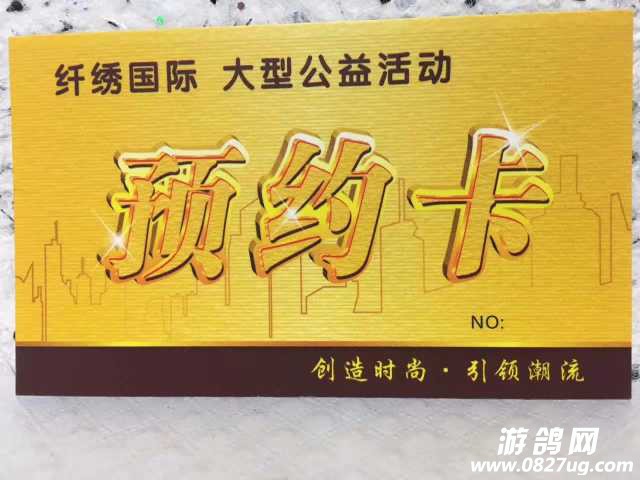 纤绣国际 大型公益活动
预约卡
NO:
创造时尚·引领潮流
游鸽网
www.0827ug.com